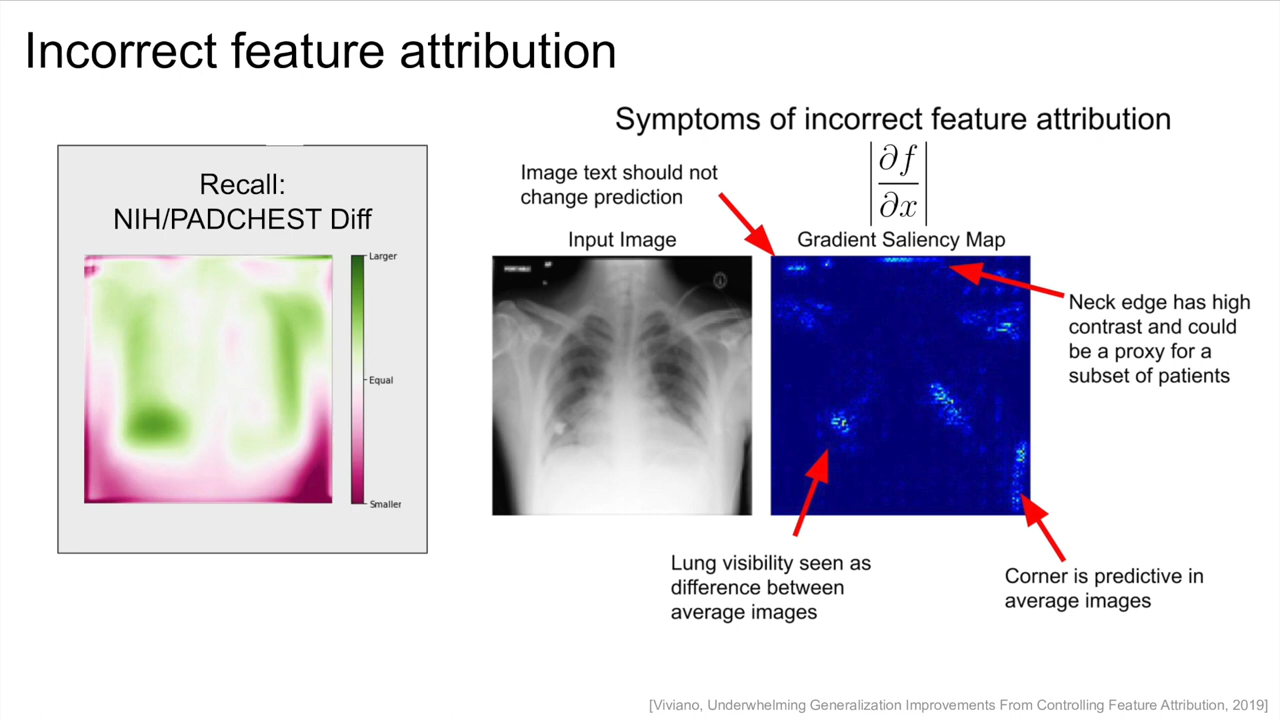 Incorrect feature attribution
Symptoms of incorrect feature attribution
Recall:
NIH/PADCHEST Diff
Larger
Equal
Smaller
Image text should not
change prediction
|∂f/∂x|
Input Image
Gradient Saliency Map
PORTABLE
Neck edge has high
contrast and could
be a proxy for a
subset of patients
Lung visibility seen as
difference between
average images
Corner is predictive in
average images
[Viviano, Underwhelming Generalization Improvements From Controlling Feature Attribution, 2019]